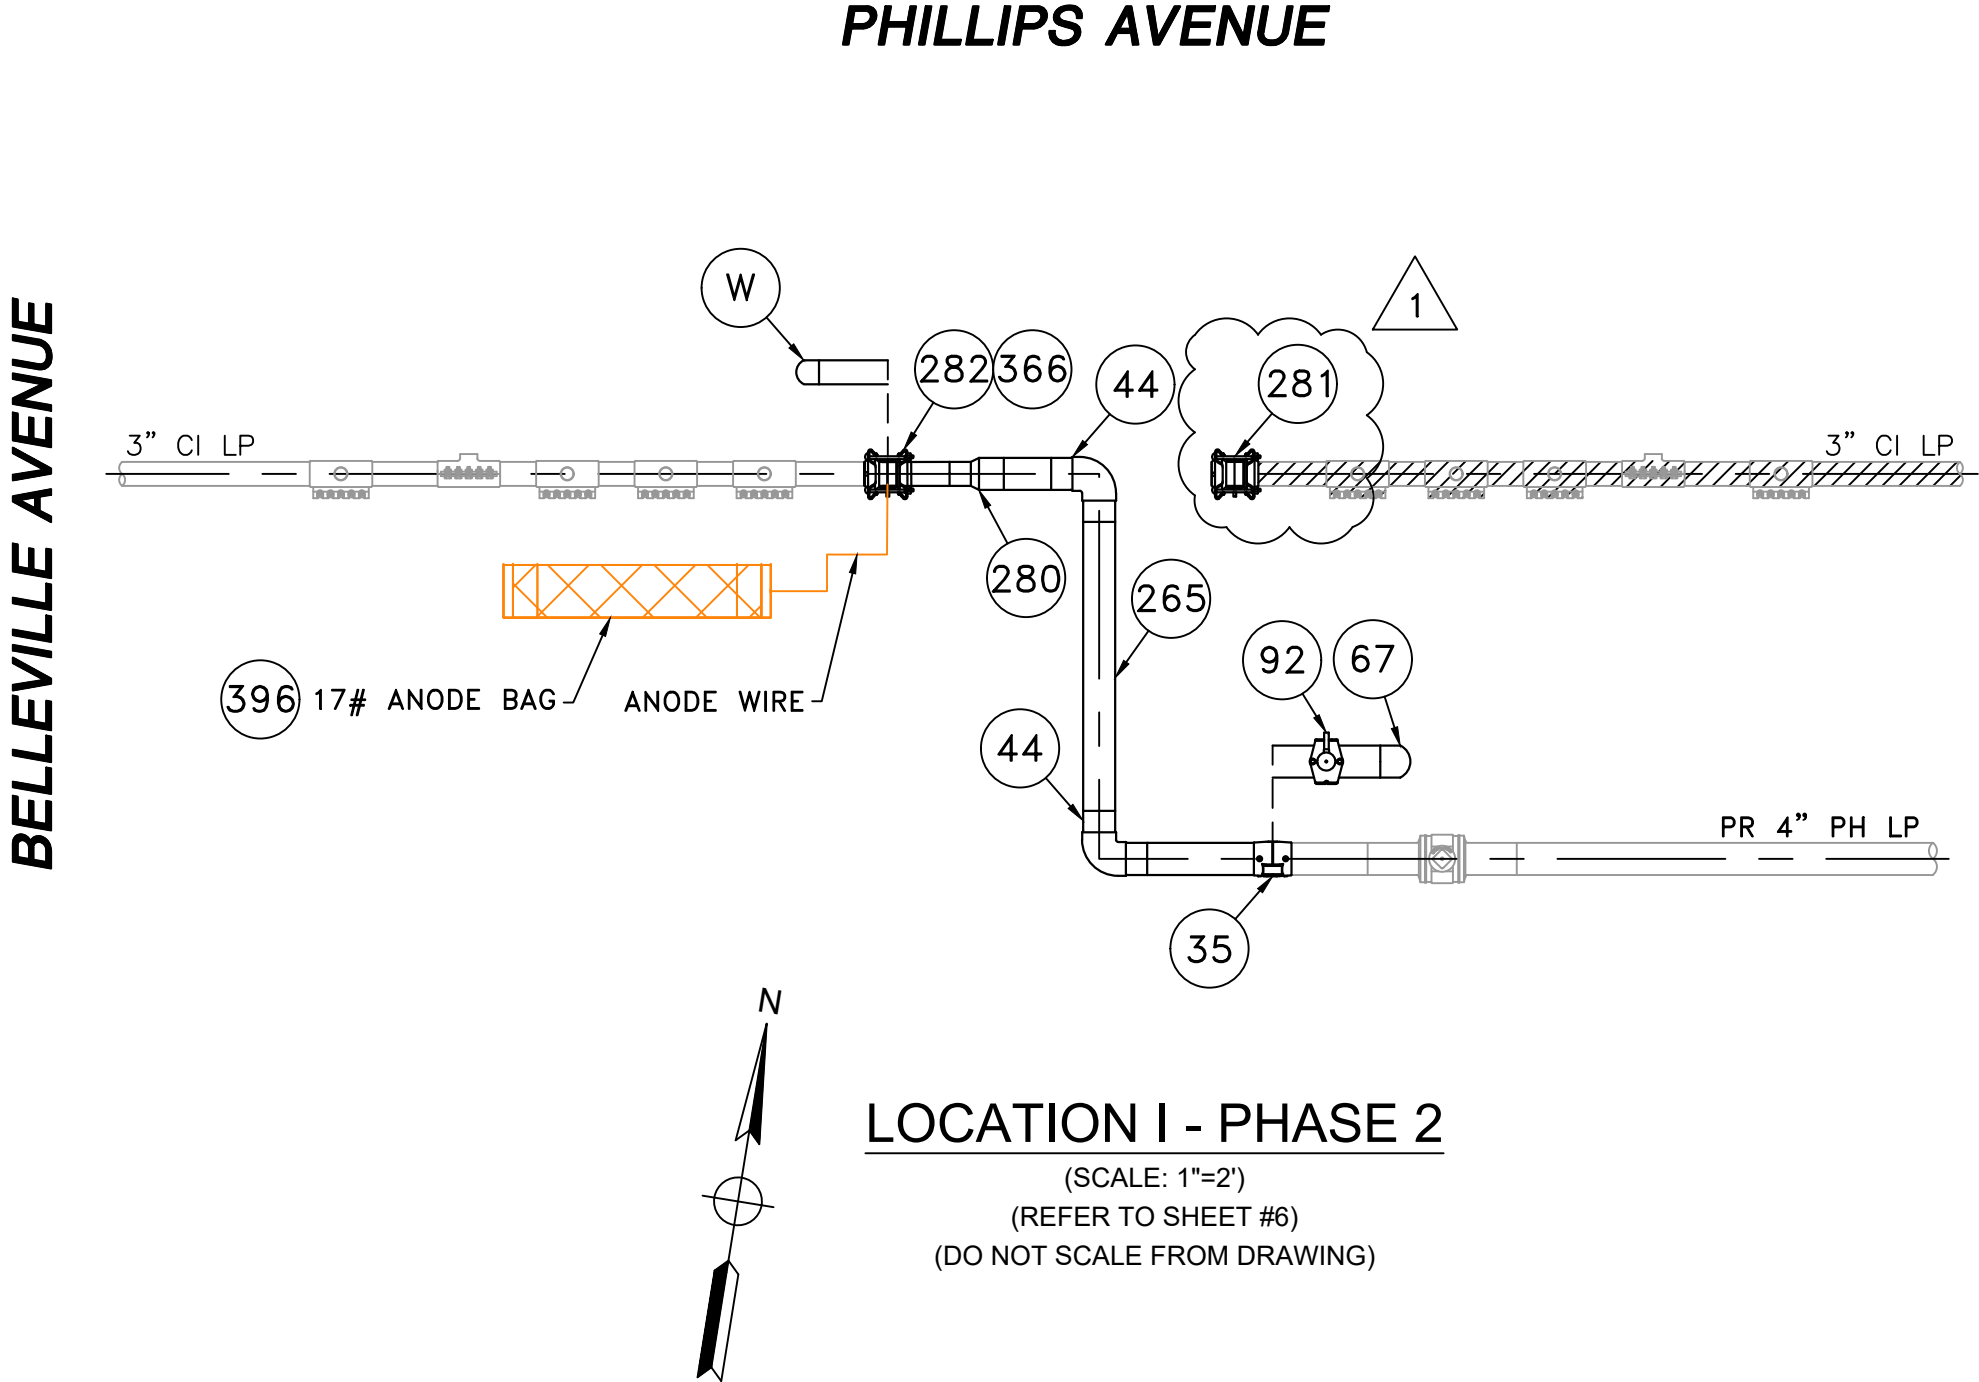 PHILLIPS AVENUE
BELLEVILLE AVENUE
W
1
282
366
44
281
3" CI LP
3" CI LP
280
265
92
67
396
17# ANODE BAG
ANODE WIRE
44
PR 4" PH LP
35
N
LOCATION I - PHASE 2
(SCALE: 1"=2')
(REFER TO SHEET #6)
(DO NOT SCALE FROM DRAWING)